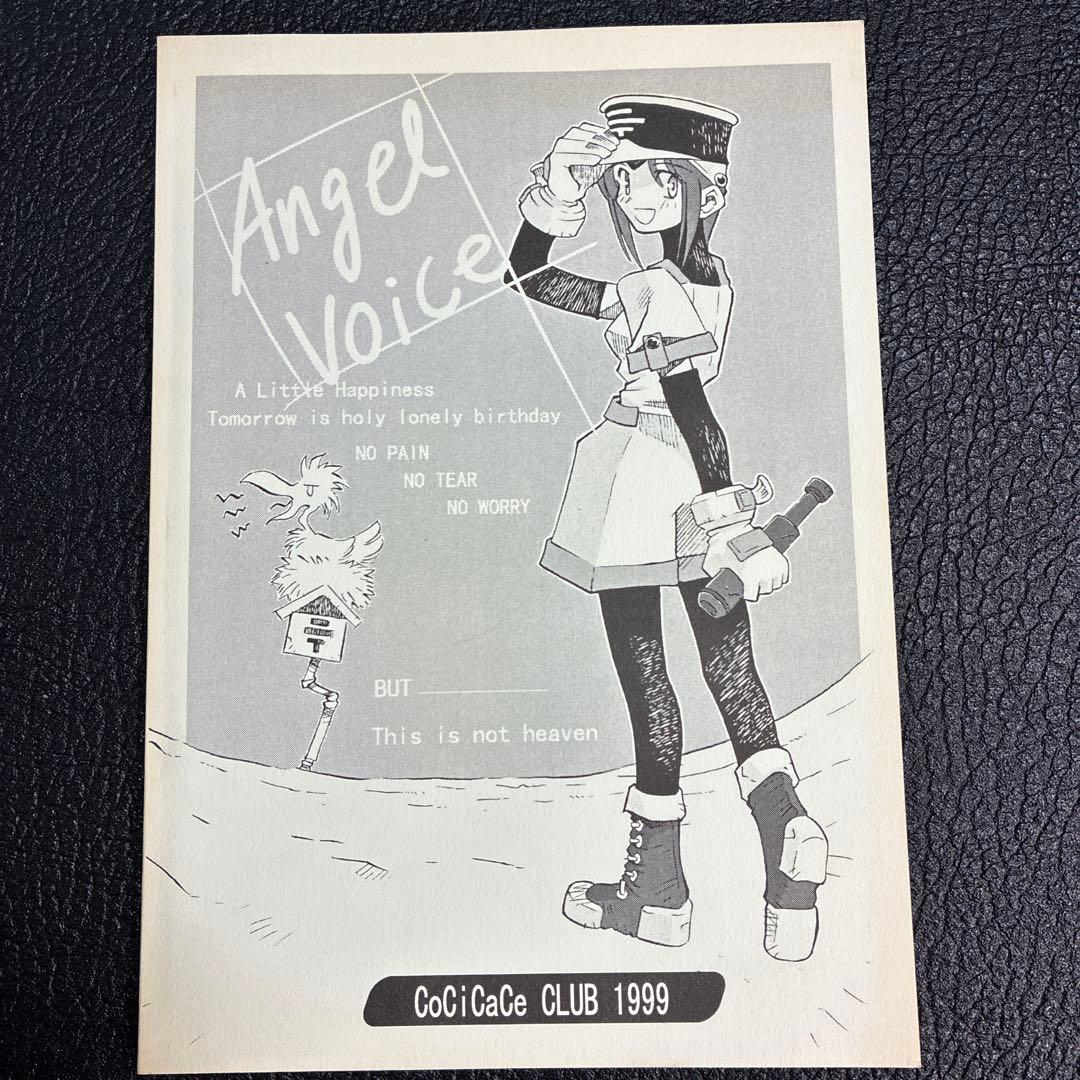 Angel
Voice
A Little Happiness
Tomorrow is holy lonely birthday
NO PAIN
NO TEAR
NO WORRY
BUT
This is not heaven
CoCiCaCe CLUB 1999